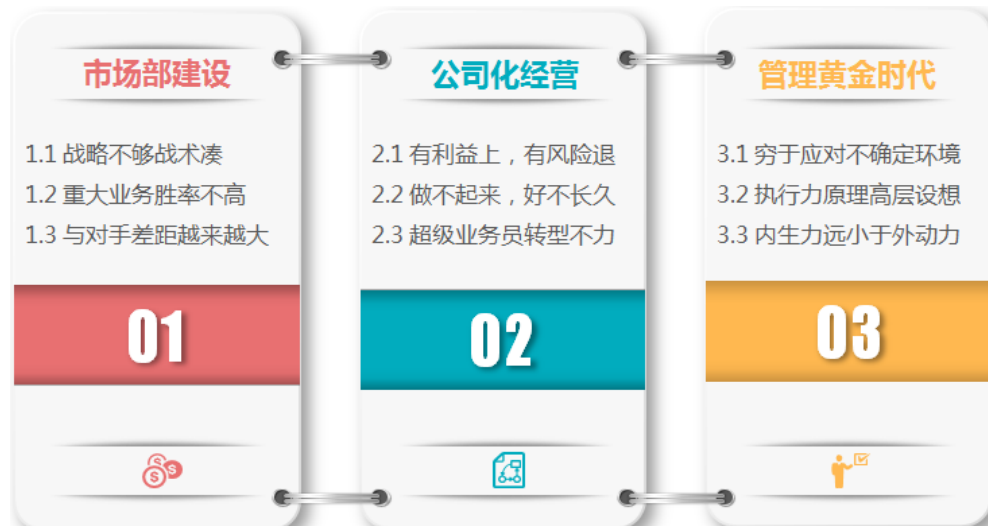 市场部建设
1.1 战略不够战术凑
1.2 重大业务胜率不高
1.3 与对手差距越来越大
01
公司化经营
2.1 有利益上，有风险退
2.2 做不起来，好不长久
2.3 超级业务员转型不力
02
管理黄金时代
3.1 穷于应对不确定环境
3.2 执行力原理高层设想
3.3 内生力远小于外动力
03